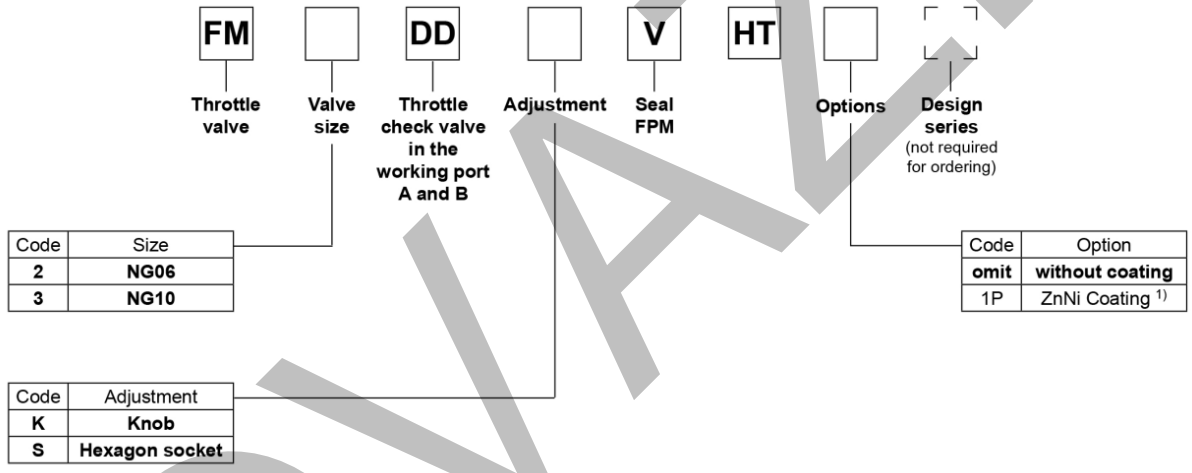 FM DD V HT
Throttle valve
Valve size
Throttle check valve in the working port A and B
Adjustment
Seal FPM
Options
Design series (not required for ordering)
Code Size
2 NG06
3 NG10
Code Option
omit without coating
1P ZnNi Coating 1)
Code Adjustment
K Knob
S Hexagon socket